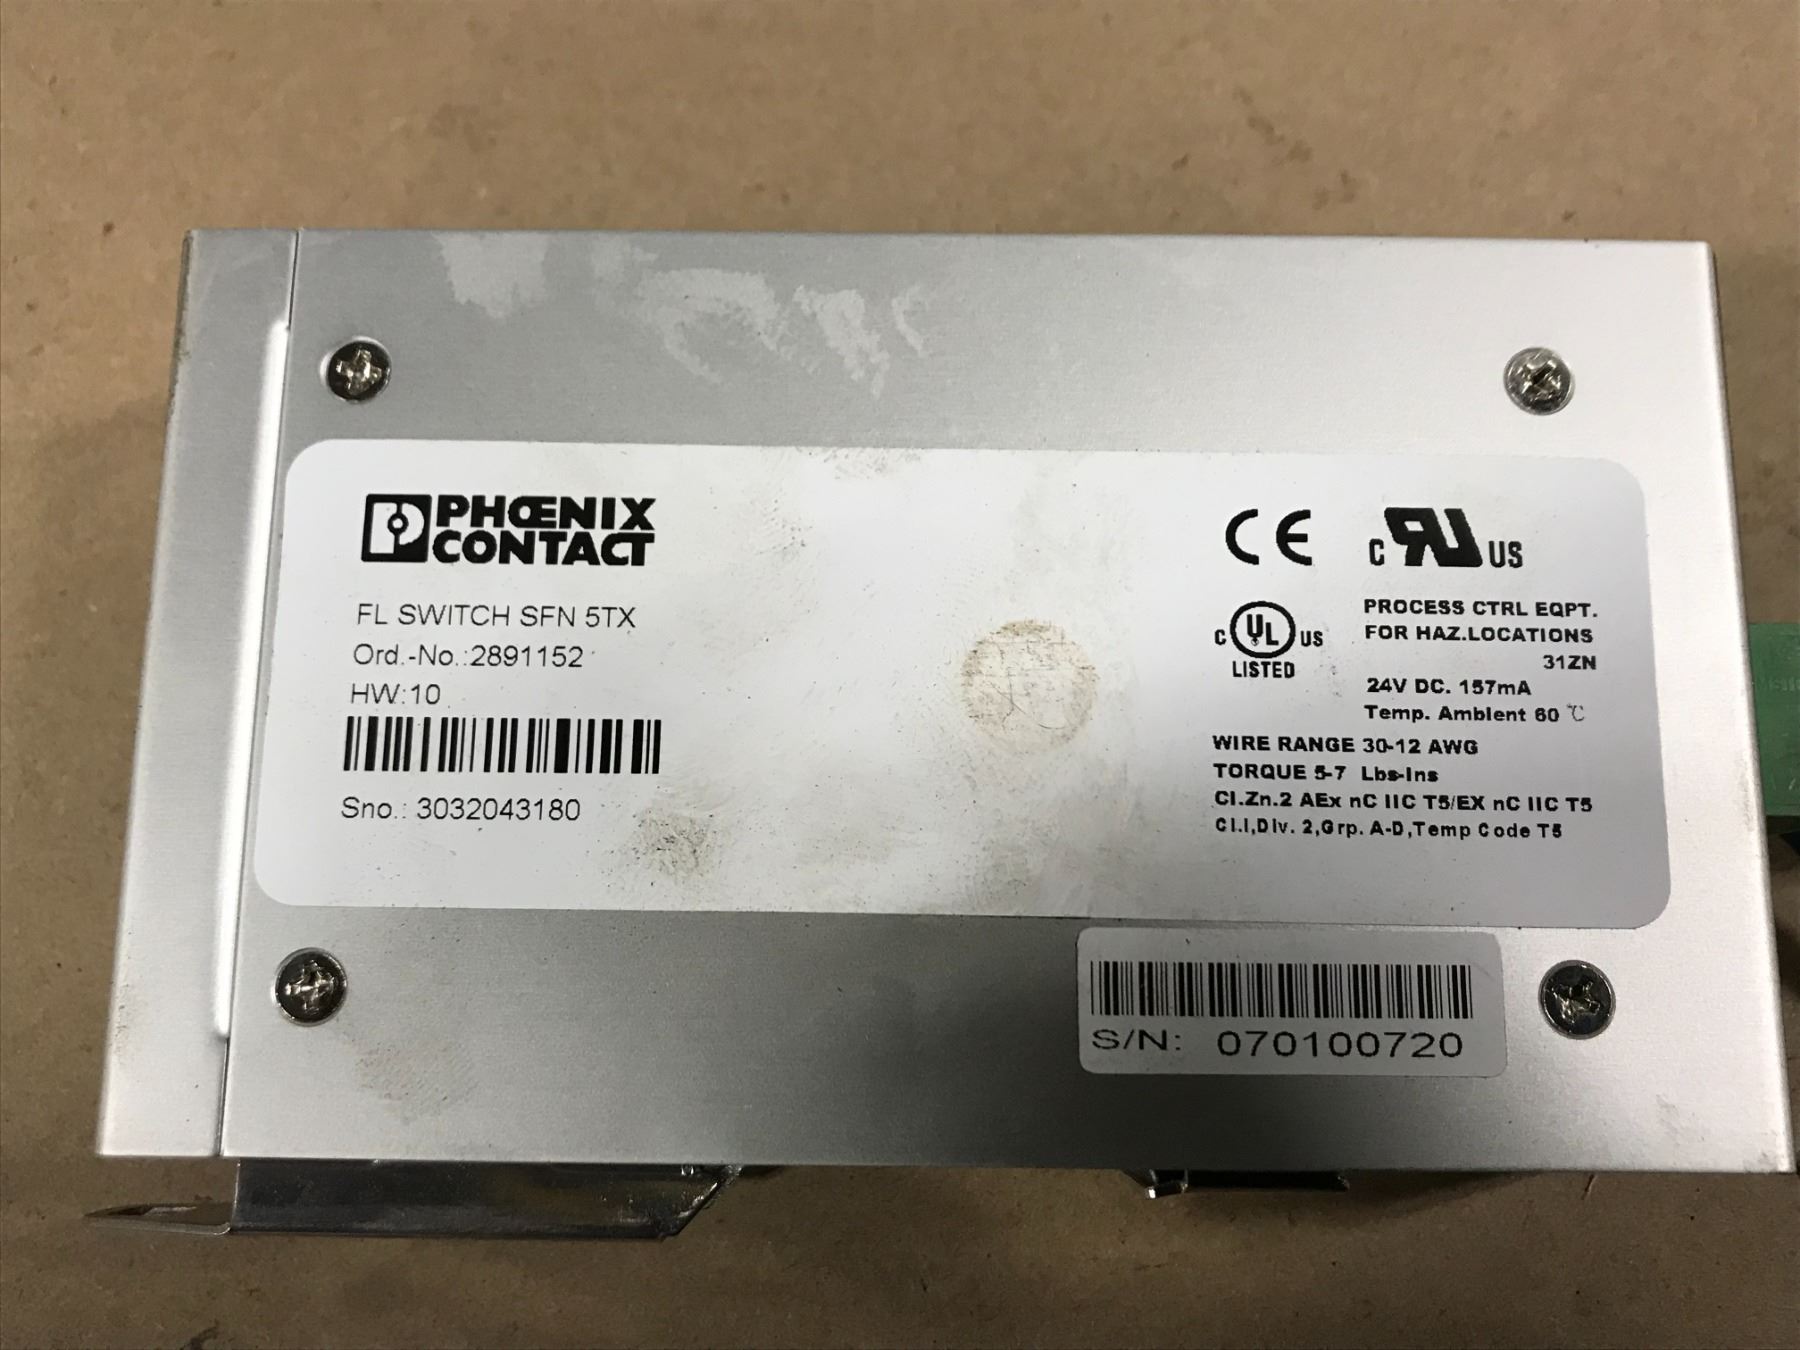 PHŒNIX
CONTACT
FL SWITCH SFN 5TX
Ord.-No.:2891152
HW:10
Sno.: 3032043180
CE
c RU US
C UL US
LISTED
PROCESS CTRL EQPT.
FOR HAZ.LOCATIONS
31ZN
24V DC. 157mA
Temp. Ambient 60 ℃
WIRE RANGE 30-12 AWG
TORQUE 5-7 Lbs-Ins
Cl.Zn.2 AEx nC IIC T5/EX nC IIC T5
Cl.I,Div. 2,Grp. A-D,Temp Code T5
S/N: 070100720